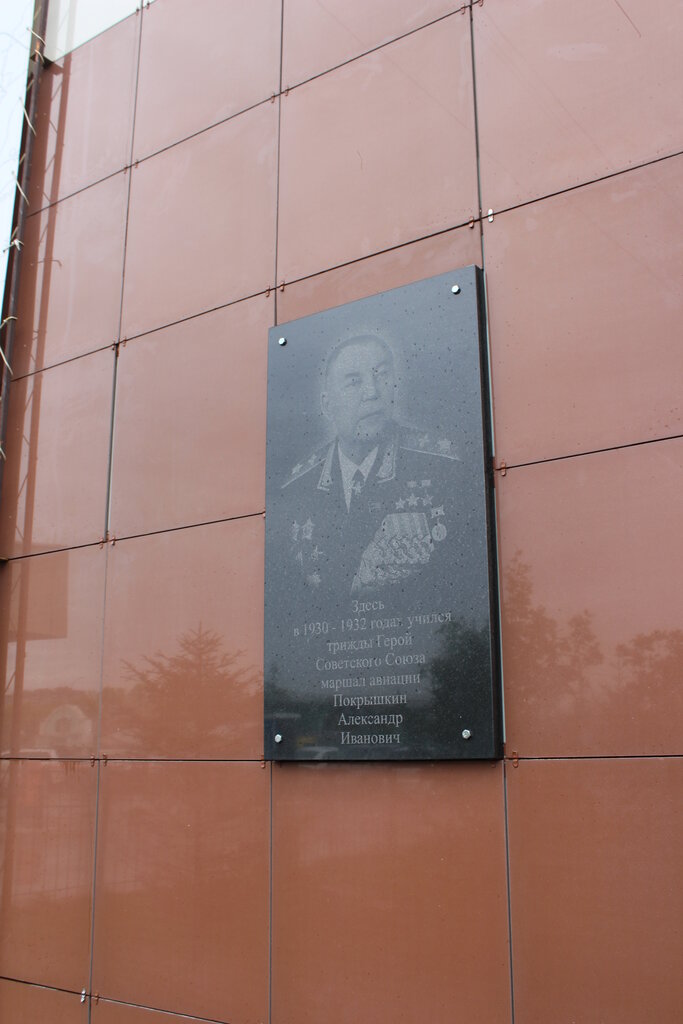 Здесь
в 1930 - 1932 годах учился
трижды Герой
Советского Союза
маршал авиации
Покрышкин
Александр
Иванович